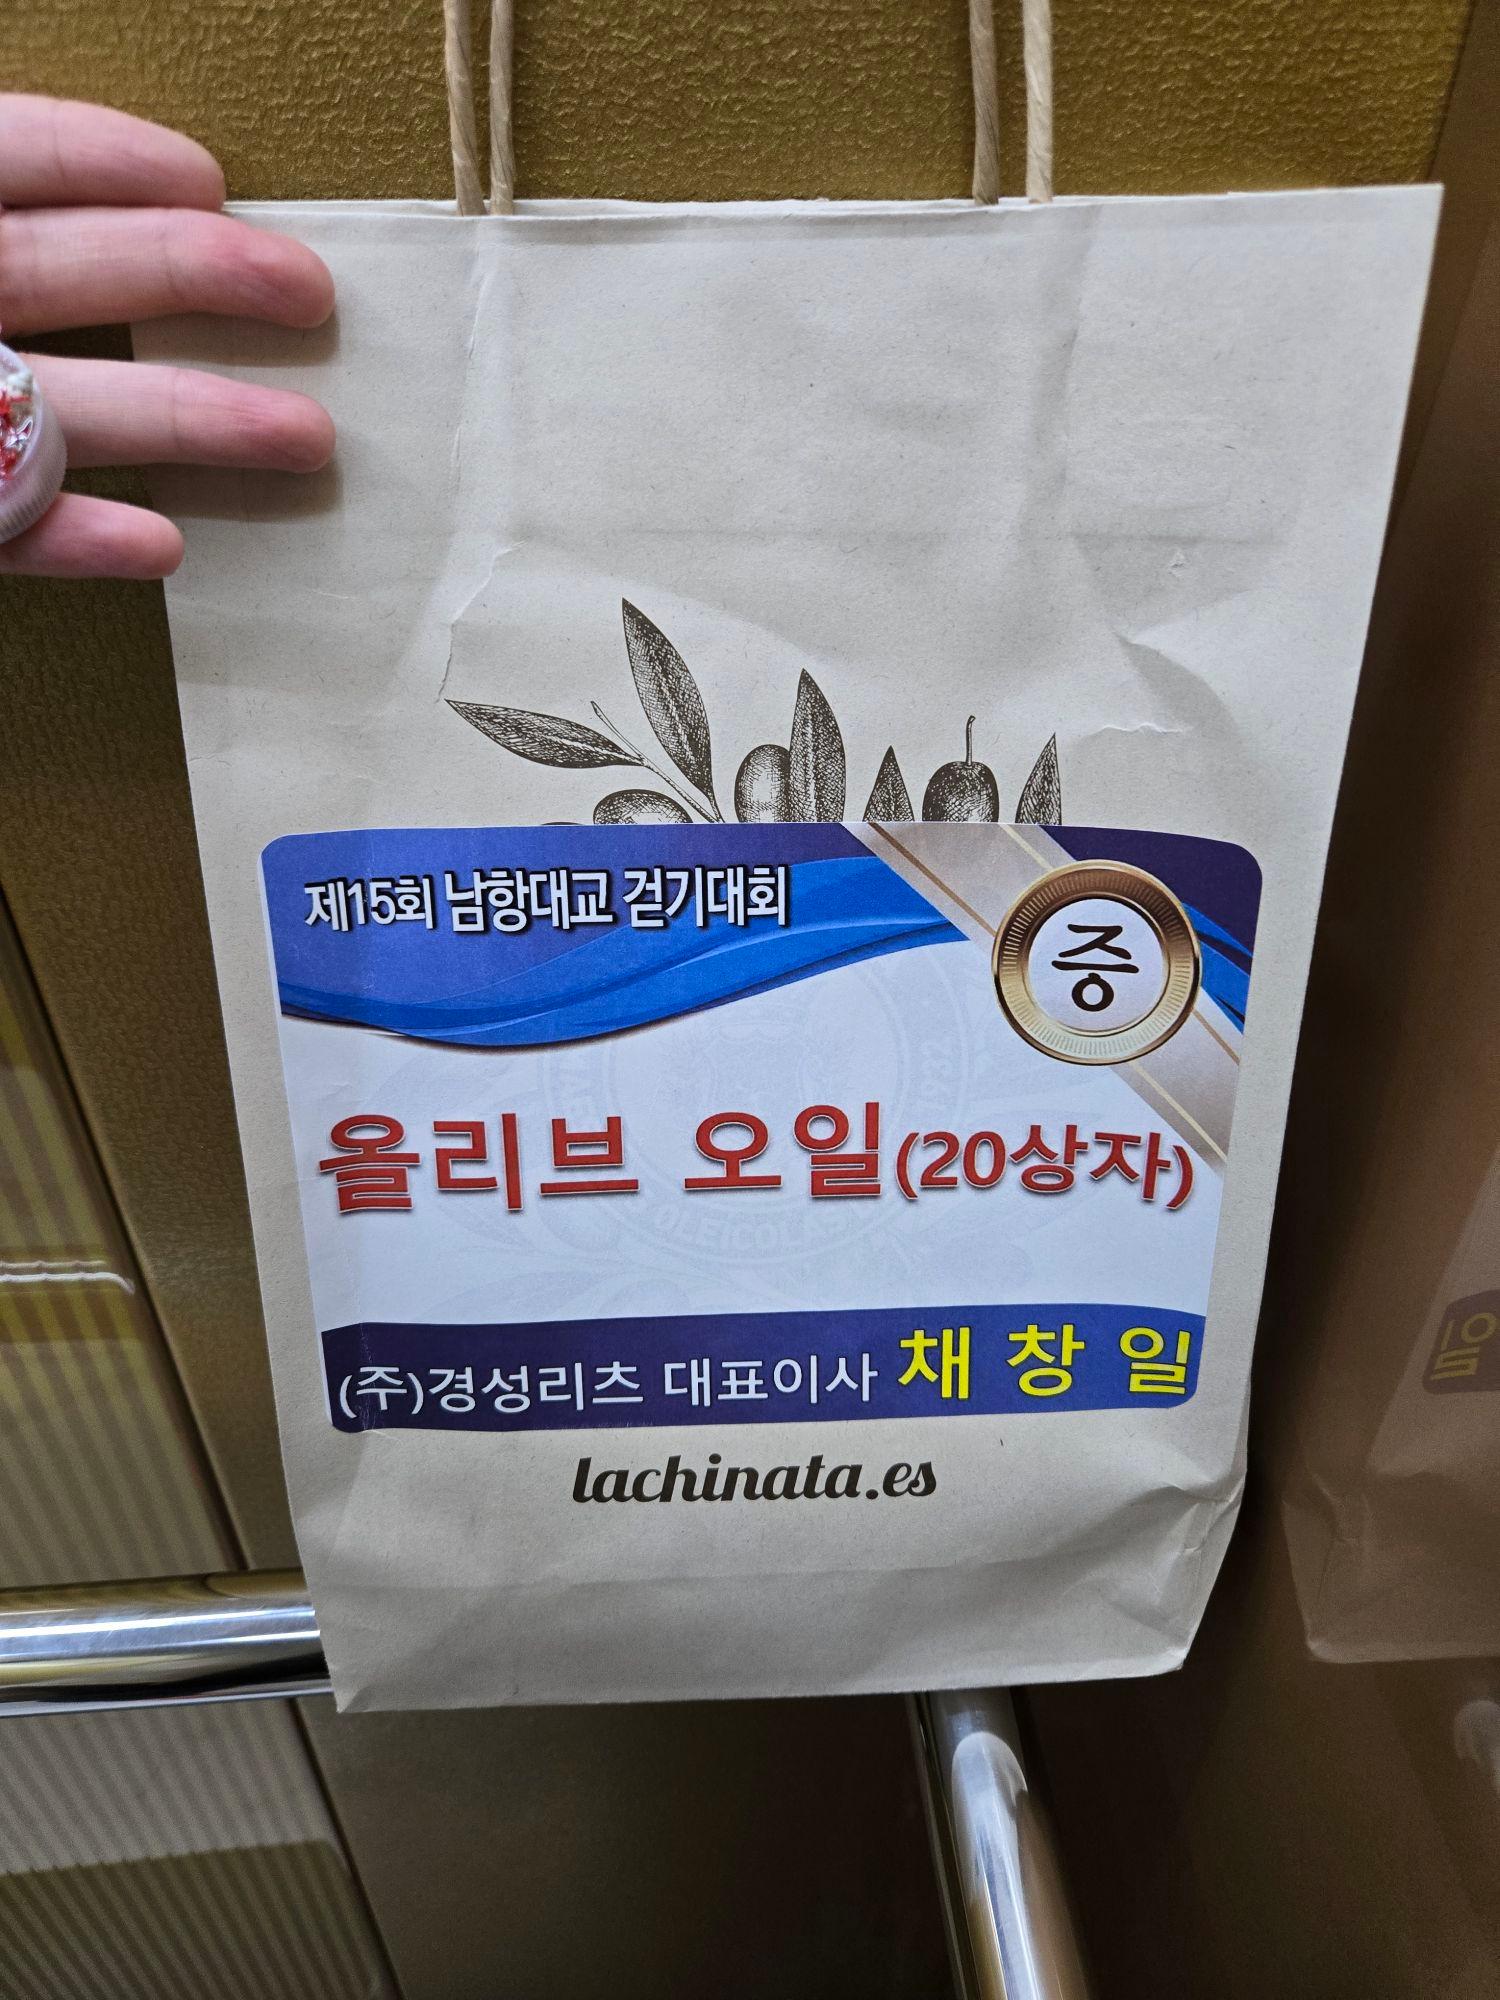 제15회 남항대교 걷기대회
증
올리브 오일(20상자)
OLEICOLAS
(주)경성리츠 대표이사 채 창 일
lachinata.es